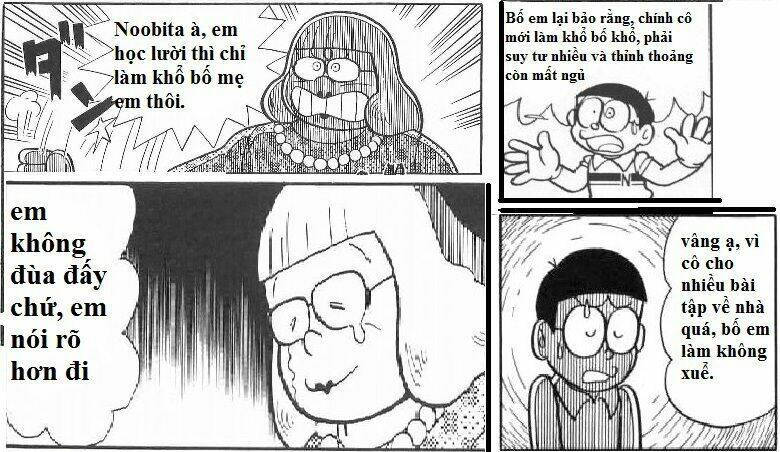 ダン
Noobita à, em
học lười thì chỉ
làm khổ bố mẹ
em thôi.
Bố em lại bảo rằng, chính cô
mới làm khổ bố khổ, phải
suy tư nhiều và thỉnh thoảng
còn mất ngủ
N
em
không
đùa đấy
chứ, em
nói rõ
hơn đi
vâng ạ, vì
cô cho
nhiều bài
tập về nhà
quá, bố em
làm không
xuể.